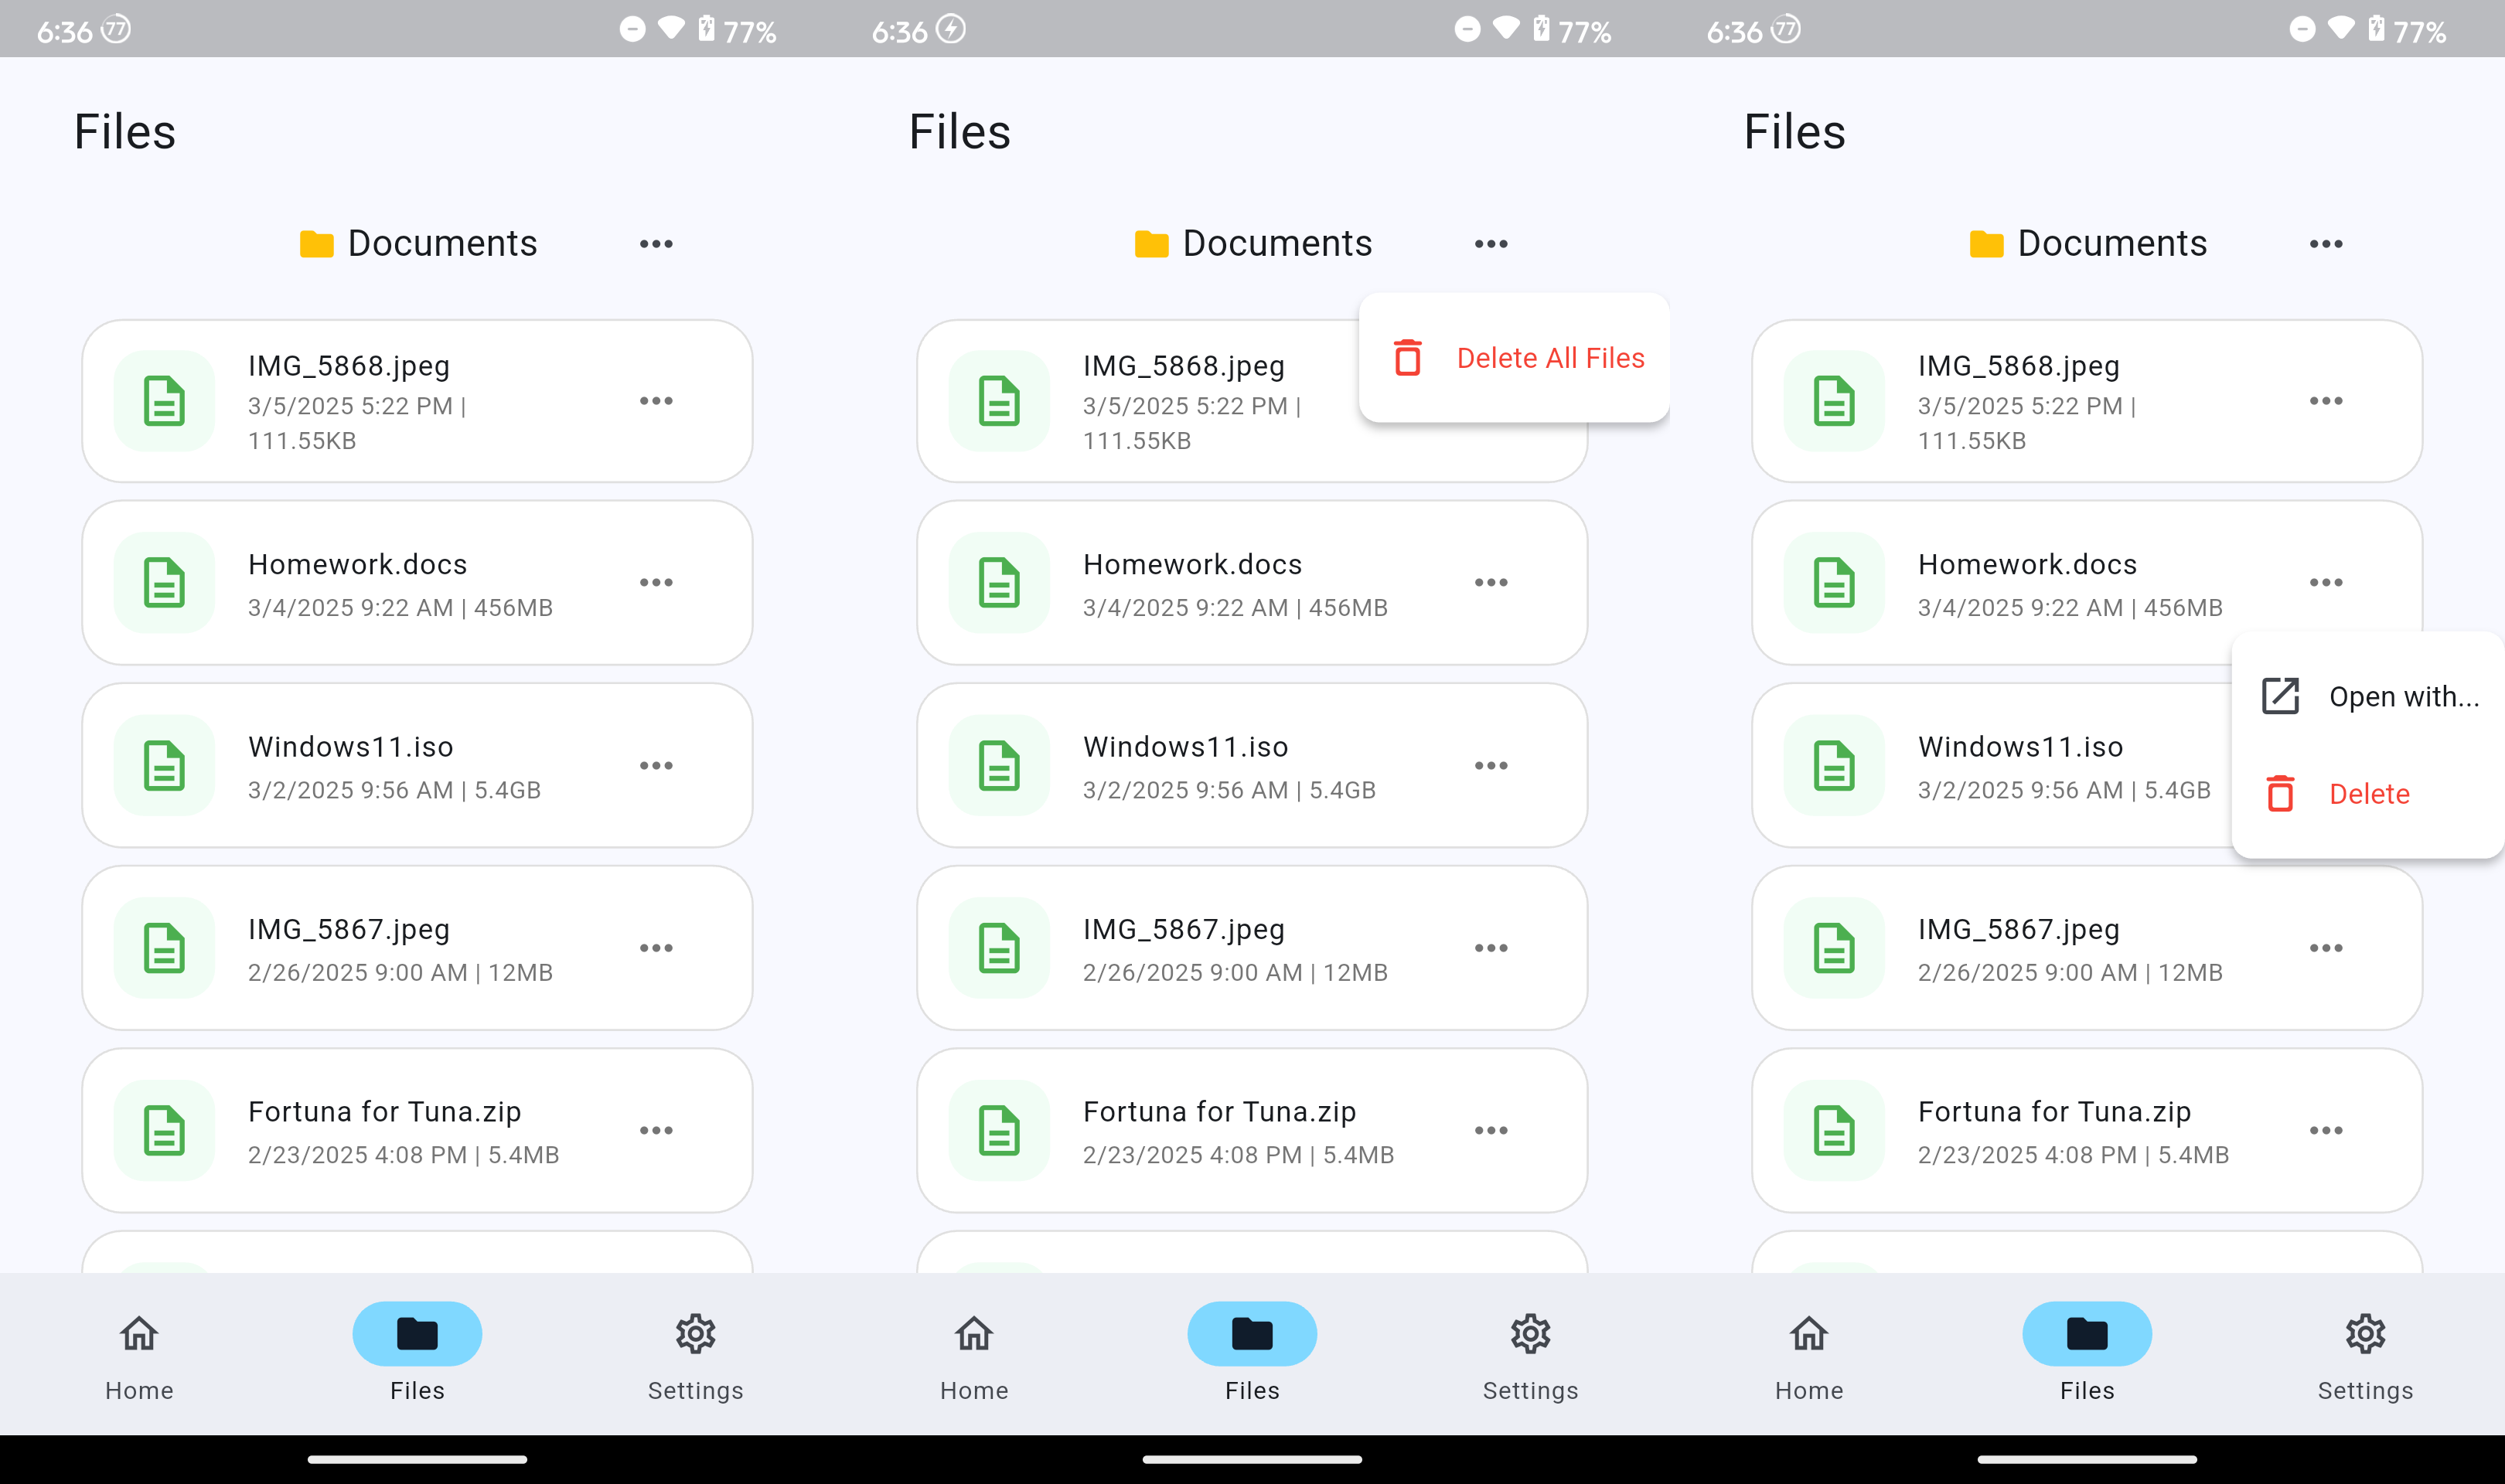 6:36 77 77%
Files
Documents
IMG_5868.jpeg
3/5/2025 5:22 PM |
111.55KB
Homework.docs
3/4/2025 9:22 AM | 456MB
Windows11.iso
3/2/2025 9:56 AM | 5.4GB
IMG_5867.jpeg
2/26/2025 9:00 AM | 12MB
Fortuna for Tuna.zip
2/23/2025 4:08 PM | 5.4MB
Home Files Settings
6:36 77%
Files
Documents
Delete All Files
IMG_5868.jpeg
3/5/2025 5:22 PM |
111.55KB
Homework.docs
3/4/2025 9:22 AM | 456MB
Windows11.iso
3/2/2025 9:56 AM | 5.4GB
IMG_5867.jpeg
2/26/2025 9:00 AM | 12MB
Fortuna for Tuna.zip
2/23/2025 4:08 PM | 5.4MB
Home Files Settings
6:36 77 77%
Files
Documents
IMG_5868.jpeg
3/5/2025 5:22 PM |
111.55KB
Homework.docs
3/4/2025 9:22 AM | 456MB
Open with...
Delete
Windows11.iso
3/2/2025 9:56 AM | 5.4GB
IMG_5867.jpeg
2/26/2025 9:00 AM | 12MB
Fortuna for Tuna.zip
2/23/2025 4:08 PM | 5.4MB
Home Files Settings